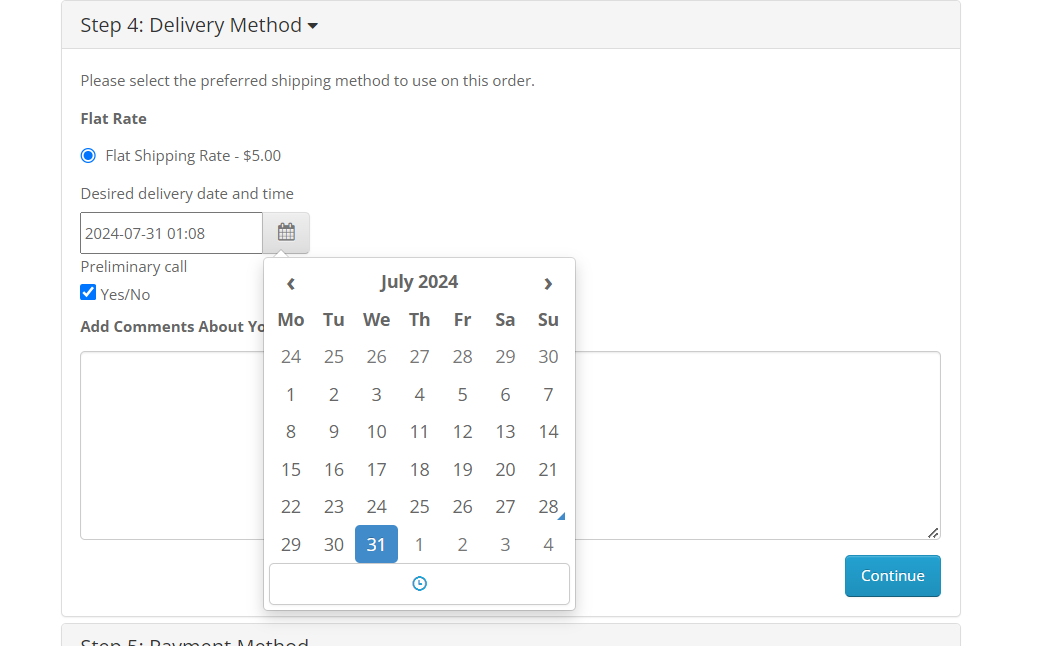 Step 4: Delivery Method
Please select the preferred shipping method to use on this order.
Flat Rate
Flat Shipping Rate - $5.00
Desired delivery date and time
2024-07-31 01:08
Preliminary call
Yes/No
Add Comments About Yo
‹ July 2024 ›
Mo Tu We Th Fr Sa Su
24 25 26 27 28 29 30
1 2 3 4 5 6 7
8 9 10 11 12 13 14
15 16 17 18 19 20 21
22 23 24 25 26 27 28
29 30 31 1 2 3 4
Continue
Step 5: Payment Method